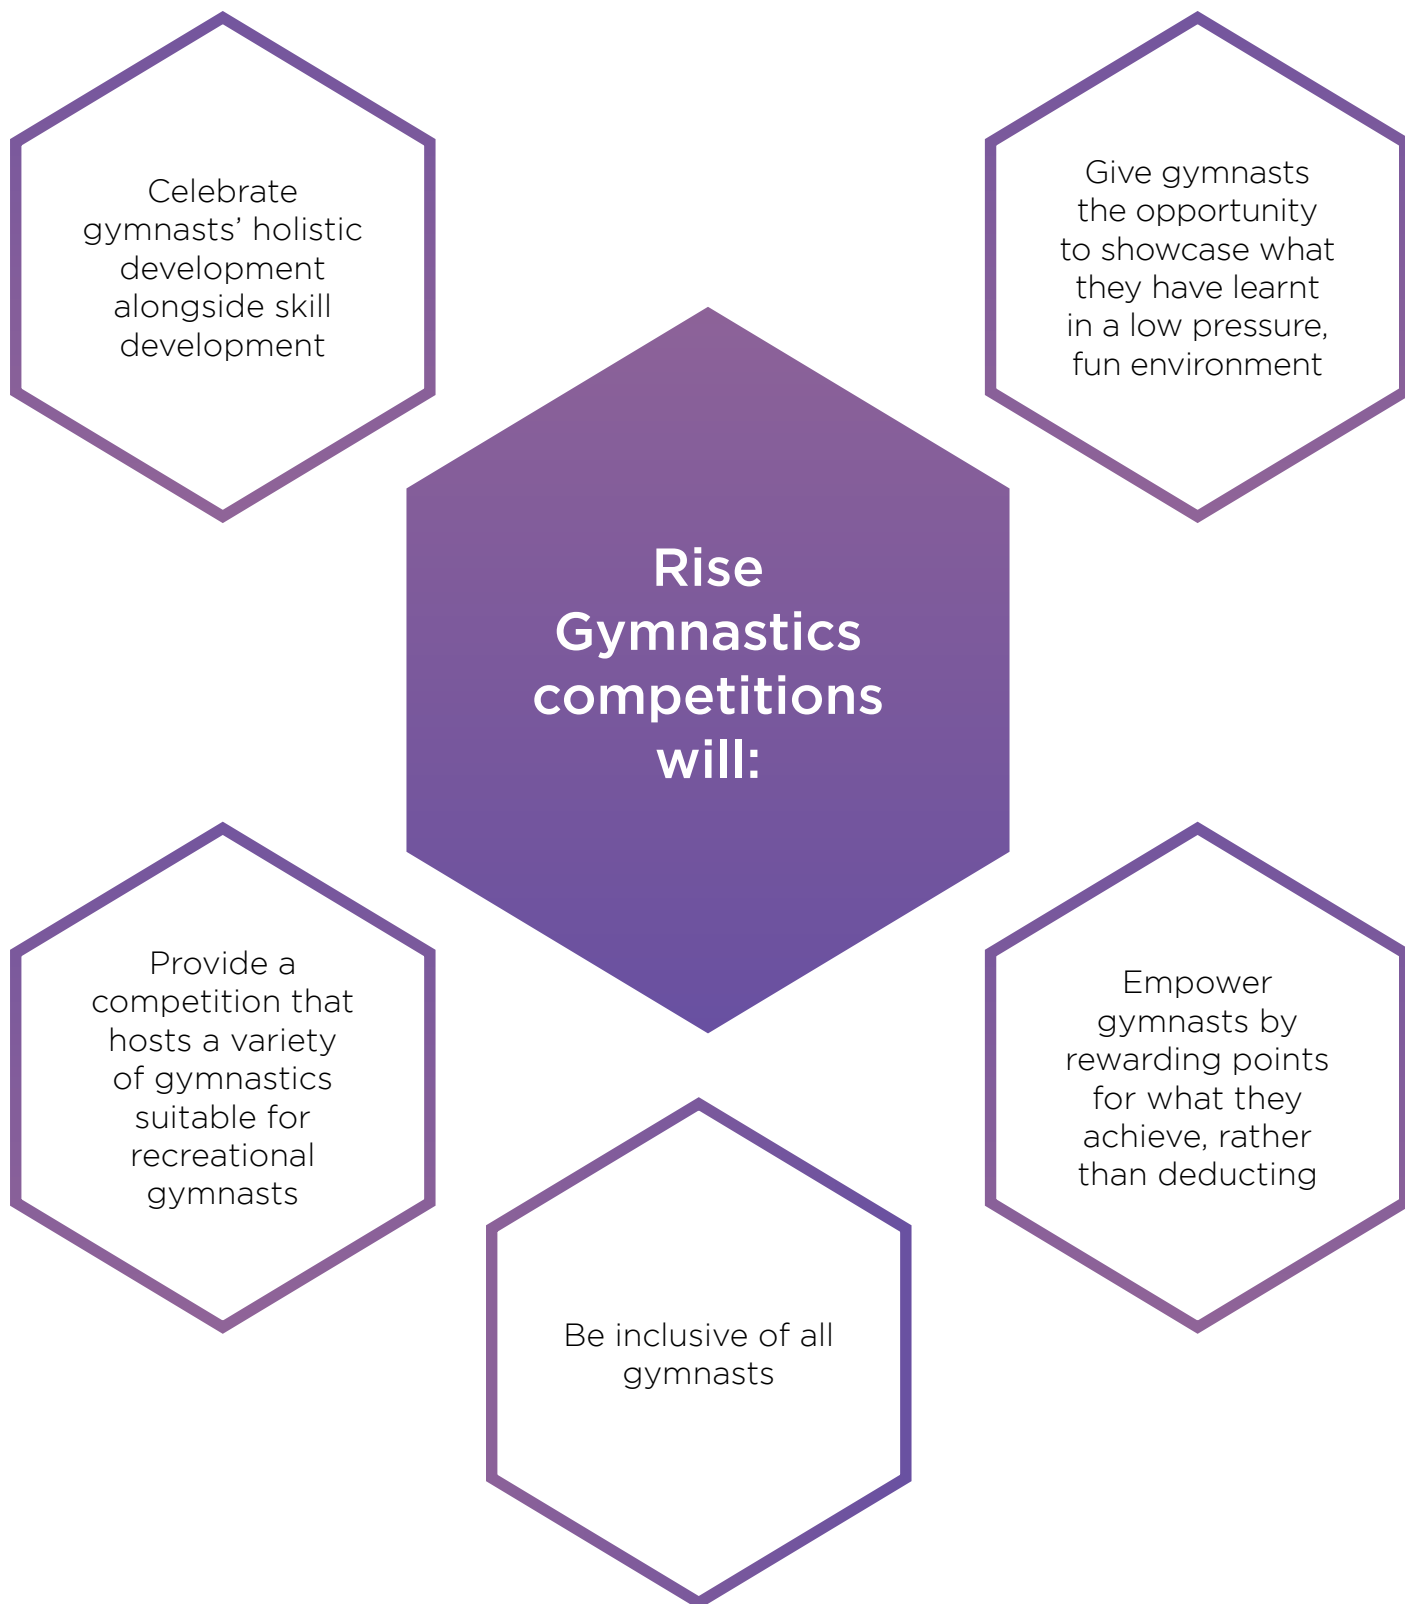 Celebrate
gymnasts’ holistic
development
alongside skill
development
Give gymnasts
the opportunity
to showcase what
they have learnt
in a low pressure,
fun environment
Rise
Gymnastics
competitions
will:
Provide a
competition that
hosts a variety
of gymnastics
suitable for
recreational
gymnasts
Empower
gymnasts by
rewarding points
for what they
achieve, rather
than deducting
Be inclusive of all
gymnasts